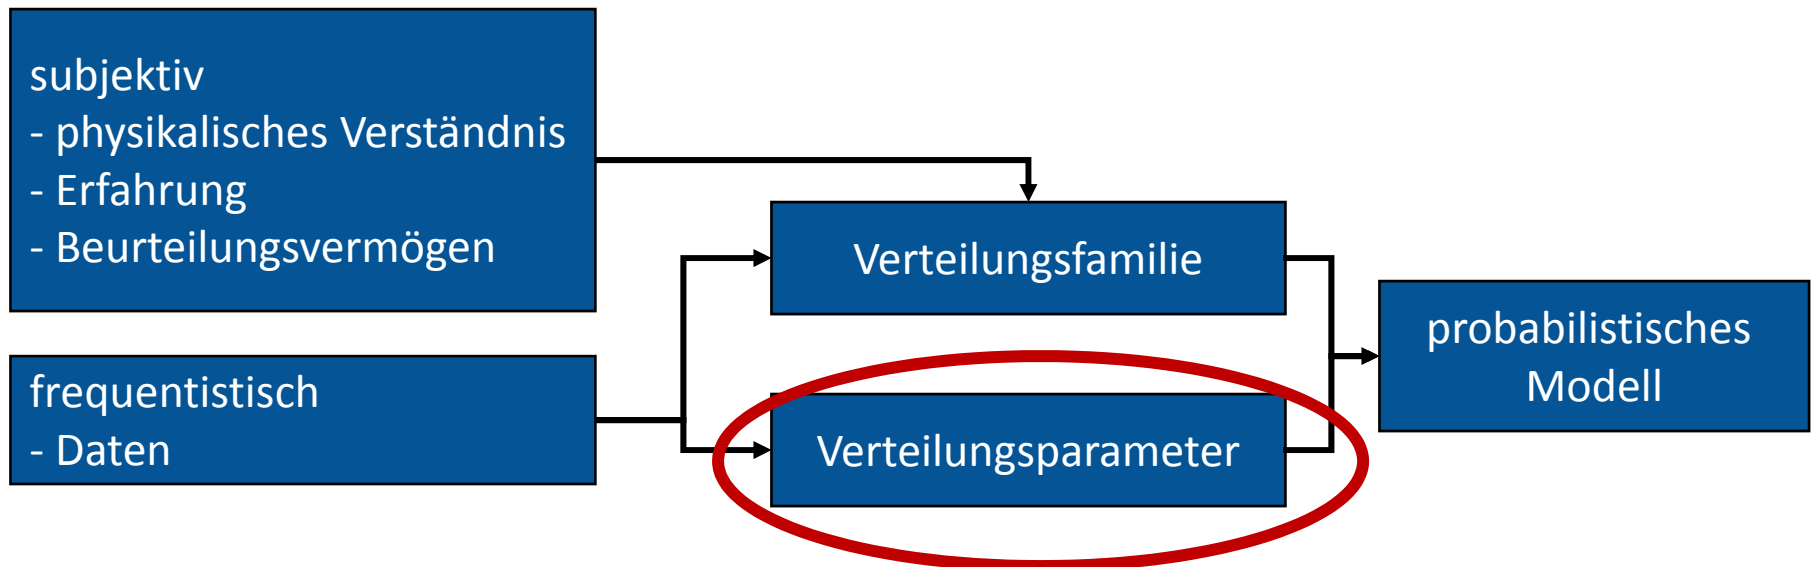 subjektiv
- physikalisches Verständnis
- Erfahrung
- Beurteilungsvermögen
frequentistisch
- Daten
Verteilungsfamilie
Verteilungsparameter
probabilistisches
Modell